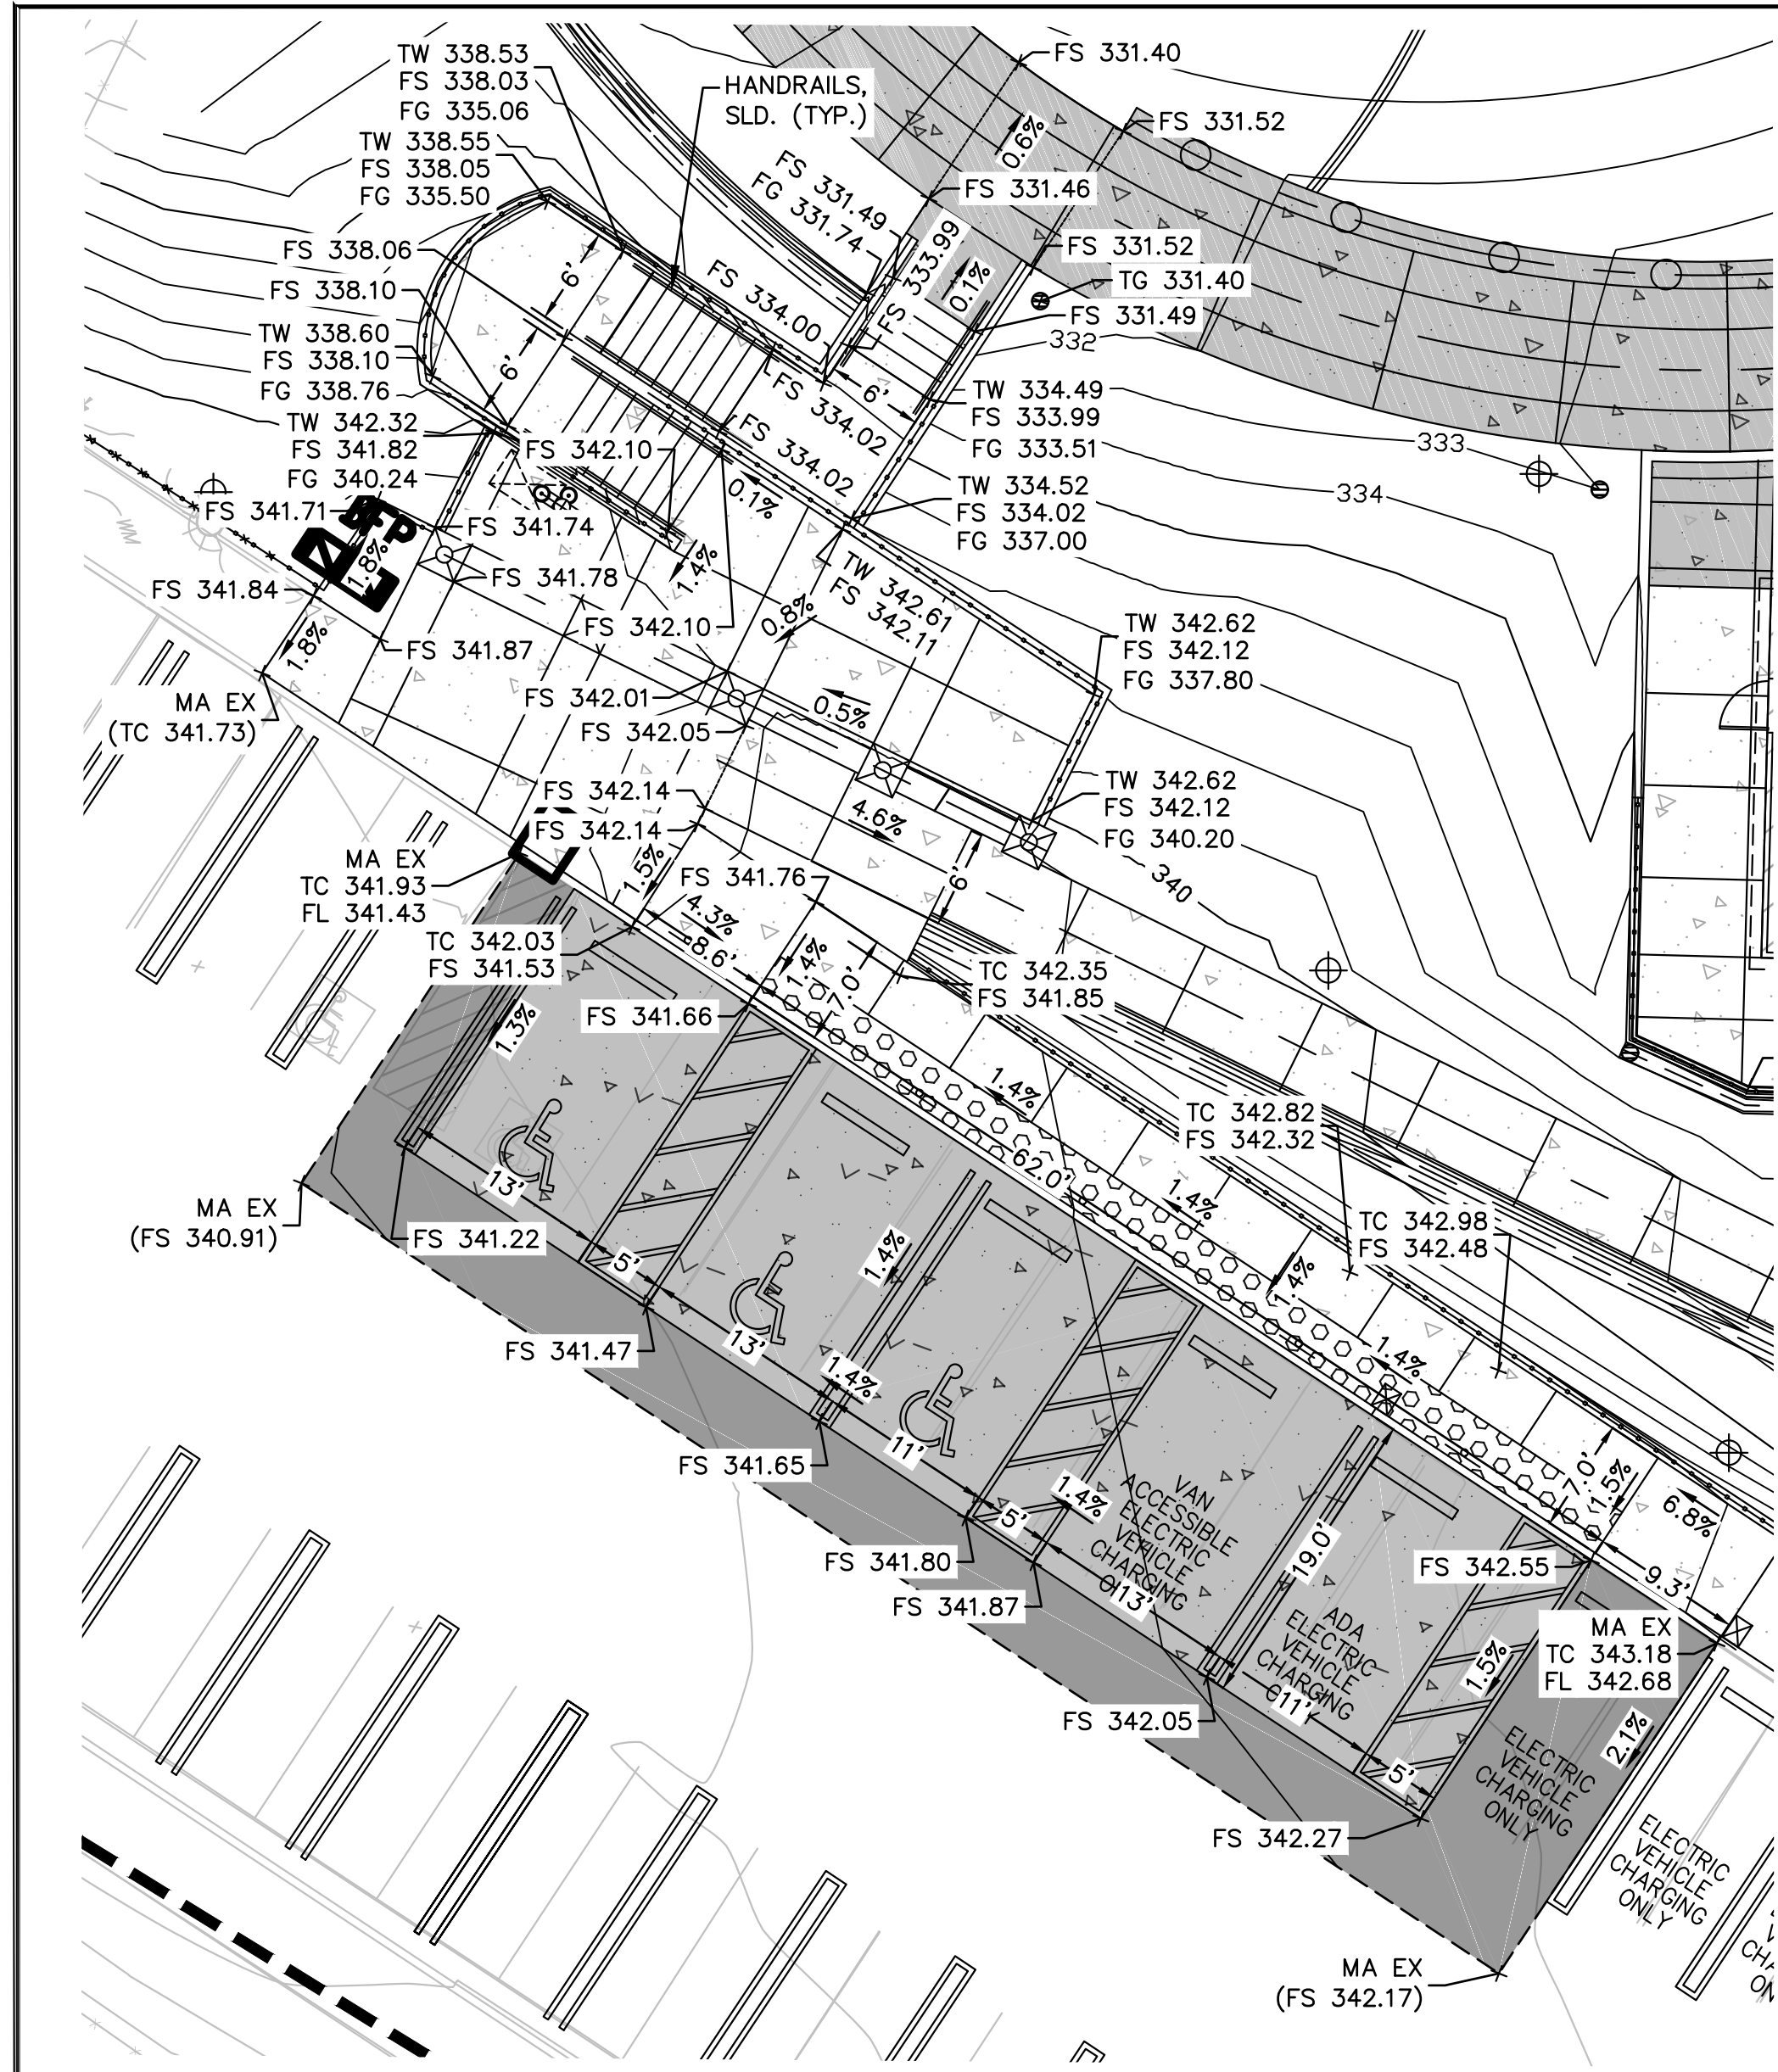 TW 338.53
FS 338.03
FG 335.06
HANDRAILS,
SLD. (TYP.)
FS 331.40
FS 331.52
0.6%
TW 338.55
FS 338.05
FG 335.50
FS 331.49
FG 331.74
FS 331.46
FS 333.99
0.1%
FS 331.52
TG 331.40
FS 331.49
332
FS 338.06
6'
FS 334.00
FS 338.10
TW 338.60
FS 338.10
FG 338.76
6'
FS 334.02
6'
TW 334.49
FS 333.99
FG 333.51
333
TW 342.32
FS 341.82
FG 340.24
FS 342.10
FS 334.02
0.1%
TW 334.52
FS 334.02
FG 337.00
334
FS 341.71
BFP
FS 341.74
1.8%
FS 341.78
1.4%
FS 341.84
1.8%
FS 341.87
FS 342.10
0.8%
TW 342.61
FS 342.11
TW 342.62
FS 342.12
FG 337.80
MA EX
(TC 341.73)
FS 342.01
0.5%
FS 342.05
TW 342.62
FS 342.12
FG 340.20
FS 342.14
4.6%
FS 342.14
MA EX
TC 341.93
FL 341.43
1.5%
FS 341.76
6'
340
4.3%
8.6'
TC 342.03
FS 341.53
1.4%
7.0'
TC 342.35
FS 341.85
FS 341.66
1.3%
1.4%
TC 342.82
FS 342.32
62.0'
1.4%
TC 342.98
FS 342.48
13'
MA EX
(FS 340.91)
FS 341.22
5'
1.4%
1.4%
FS 341.47
13'
1.4%
1.4%
FS 341.65
11'
7.0'
1.5%
6.8%
VAN
ACCESSIBLE
ELECTRIC
VEHICLE
CHARGING
1.4%
5'
13'
19.0'
FS 341.80
FS 341.87
FS 342.55
9.3'
ADA
ELECTRIC
VEHICLE
CHARGING
11'
1.5%
MA EX
TC 343.18
FL 342.68
FS 342.05
2.1%
5'
ELECTRIC
VEHICLE
CHARGING
ONLY
FS 342.27
ELECTRIC
VEHICLE
CHARGING
ONLY
MA EX
(FS 342.17)